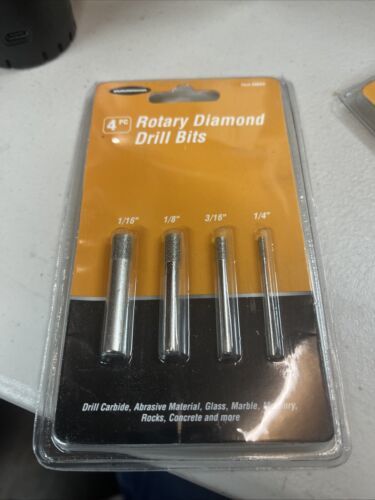 4 PC
Rotary Diamond
Drill Bits
1/16"
1/8"
3/16"
1/4"
Drill Carbide, Abrasive Material, Glass, Marble,
Rocks, Concrete and more